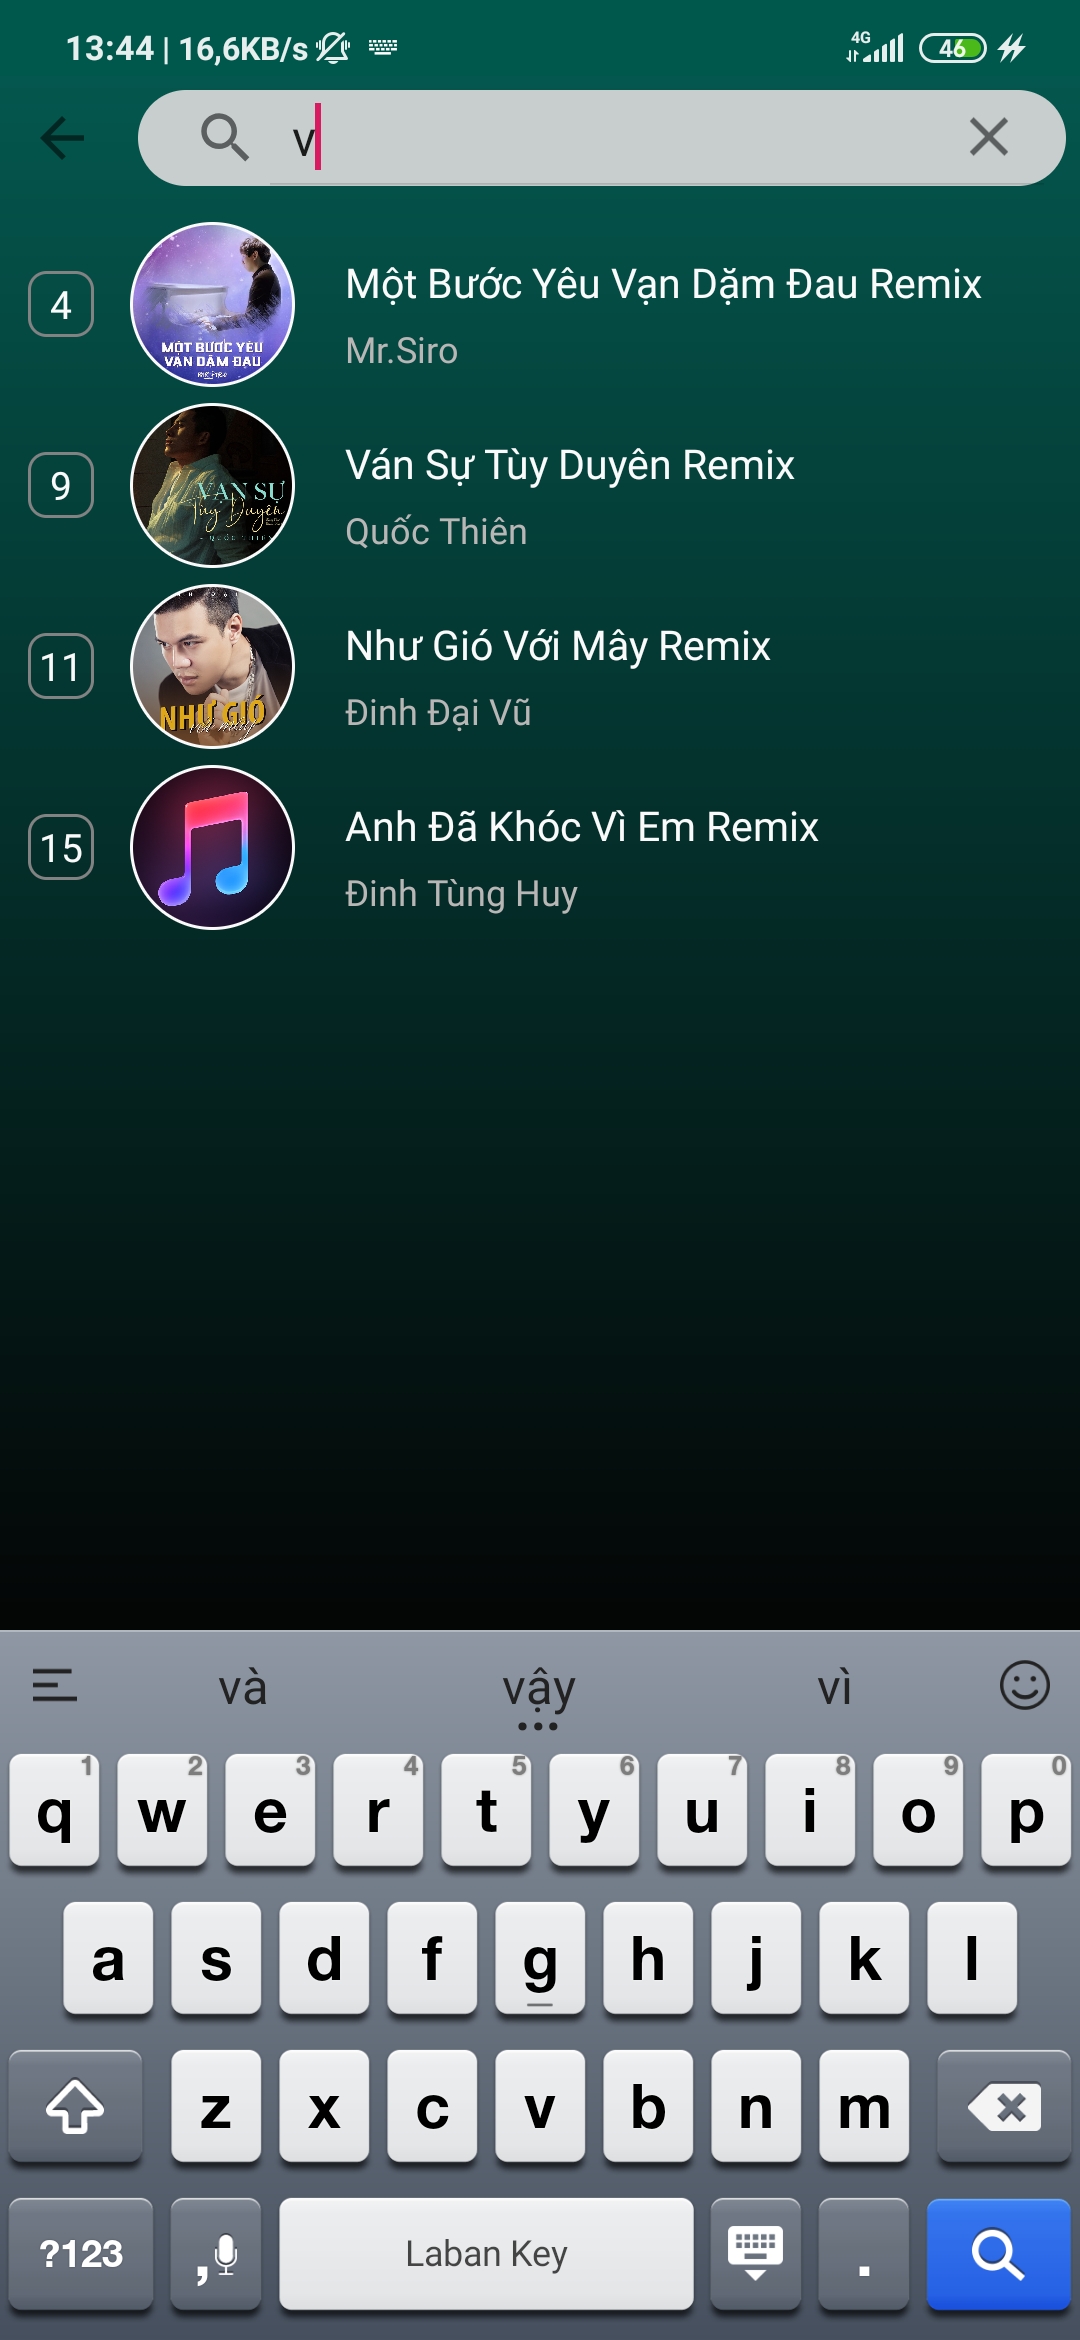 13:44 | 16,6KB/s
4G
46
v
4
MỘT BƯỚC YÊU
VẠN DẶM ĐAU
Một Bước Yêu Vạn Dặm Đau Remix
Mr.Siro
9
VẠN SỰ
Tùy Duyên
QUỐC THIÊN
Ván Sự Tùy Duyên Remix
Quốc Thiên
11
NHƯ GIÓ
với mây
Như Gió Với Mây Remix
Đinh Đại Vũ
15
Anh Đã Khóc Vì Em Remix
Đinh Tùng Huy
và vậy vì
1 2 3 4 5 6 7 8 9 0
q w e r t y u i o p
a s d f g h j k l
z x c v b n m
?123 , Laban Key .